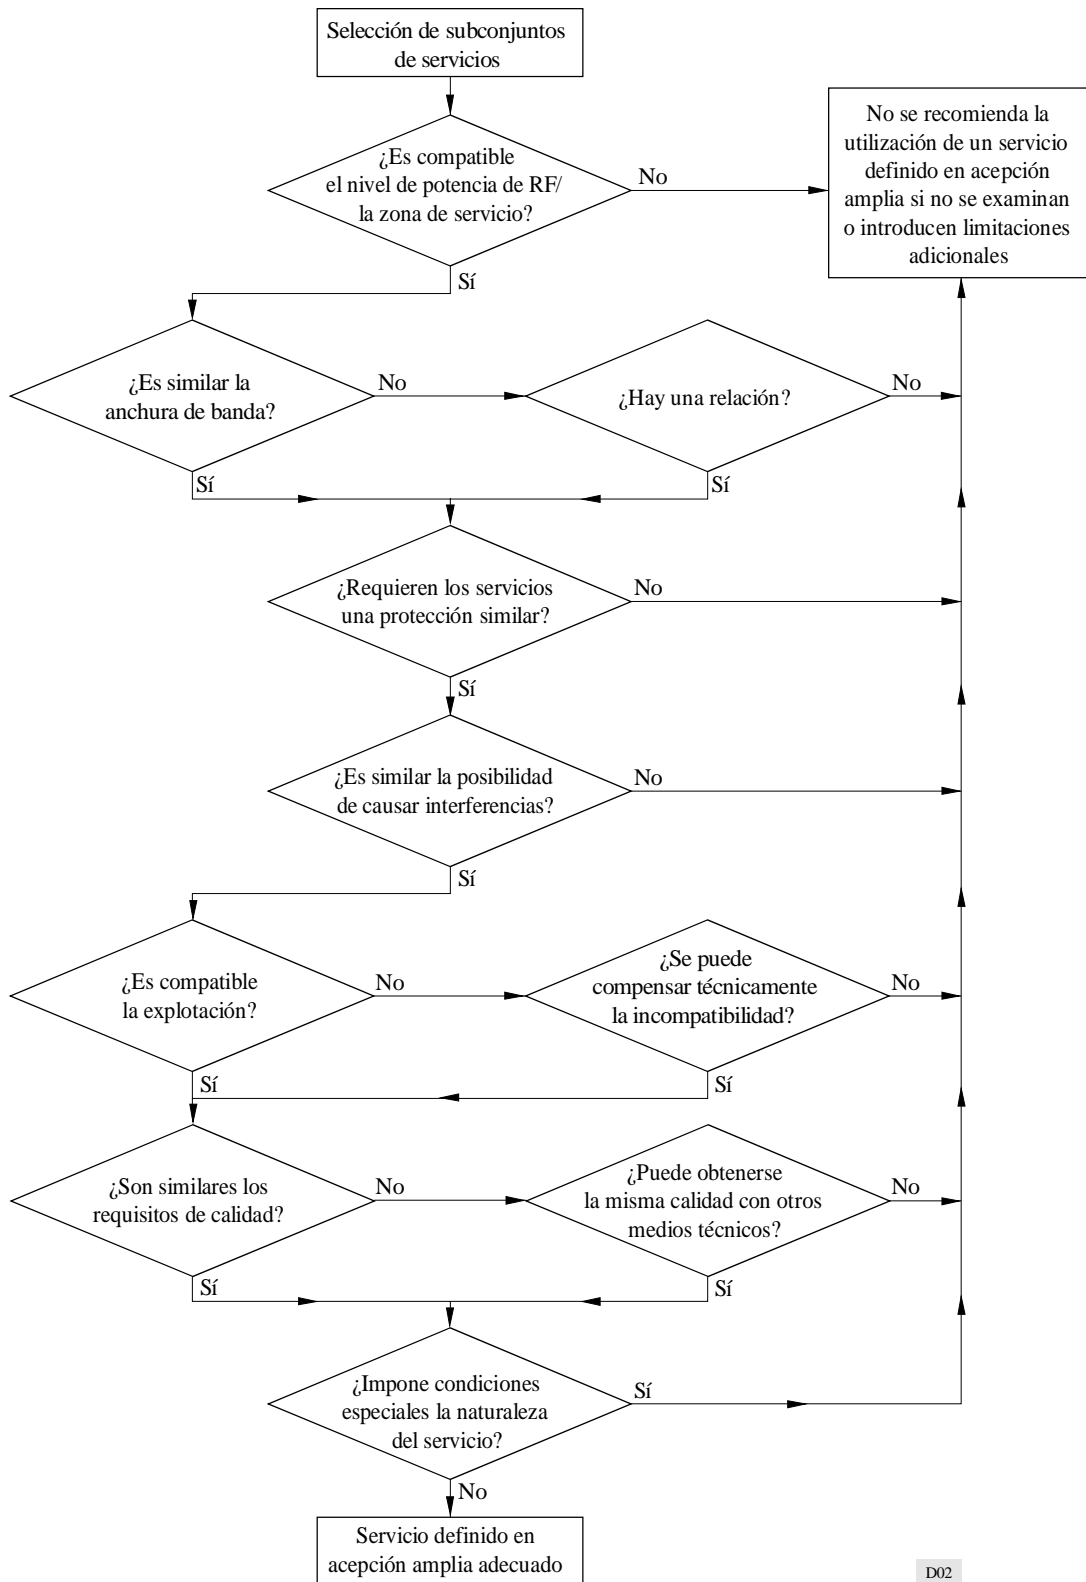 Selección de subconjuntos
de servicios
No se recomienda la
utilización de un servicio
definido en acepción
amplia si no se examinan
o introducen limitaciones
adicionales
¿Es compatible
el nivel de potencia de RF/
la zona de servicio?
No
Sí
¿Es similar la
anchura de banda?
No
¿Hay una relación?
No
Sí
Sí
¿Requieren los servicios
una protección similar?
No
Sí
¿Es similar la posibilidad
de causar interferencias?
No
Sí
¿Es compatible
la explotación?
No
¿Se puede
compensar técnicamente
la incompatibilidad?
No
Sí
Sí
¿Son similares los
requisitos de calidad?
No
¿Puede obtenerse
la misma calidad con otros
medios técnicos?
No
Sí
Sí
¿Impone condiciones
especiales la naturaleza
del servicio?
Sí
No
Servicio definido en
acepción amplia adecuado
D02